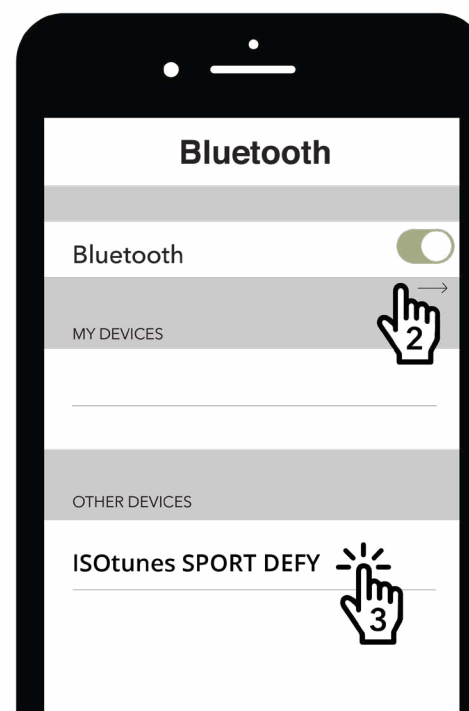 Bluetooth
Bluetooth
2
MY DEVICES
OTHER DEVICES
ISOtunes SPORT DEFY
3